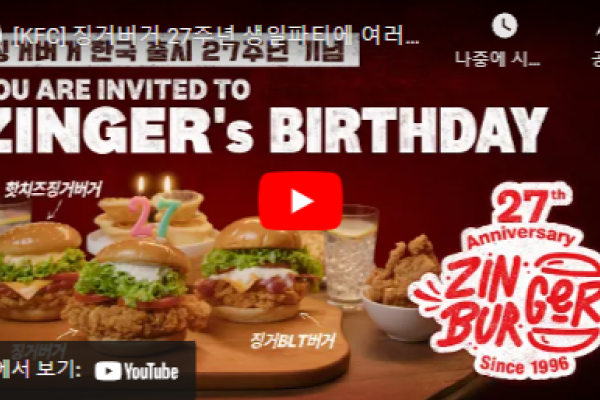 [KFC] 징거버거 27주년 생일파티에 여러...
나중에 시...
징거버거 한국 출시 27주년 기념
YOU ARE INVITED TO
ZINGER's BIRTHDAY
핫치즈징거버거
27
27th
Anniversary
ZIN
GER
BUR
Since 1996
징거BLT버거
징거버거
에서 보기: YouTube